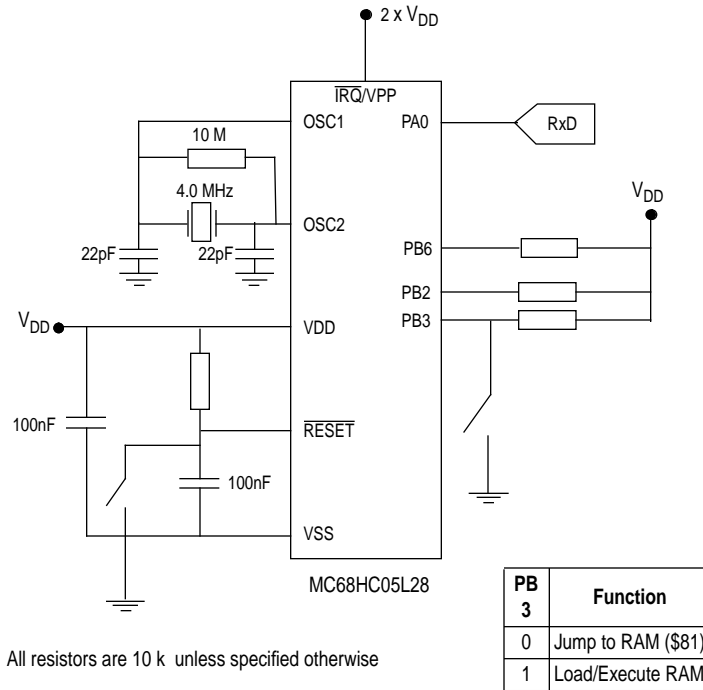 2 x VDD
IRQ/VPP
OSC1
PA0
RxD
10 M
4.0 MHz
VDD
OSC2
PB6
22pF
22pF
PB2
VDD
VDD
PB3
100nF
RESET
100nF
VSS
MC68HC05L28
PB 3
Function
0
Jump to RAM ($81)
1
Load/Execute RAM
All resistors are 10 k unless specified otherwise